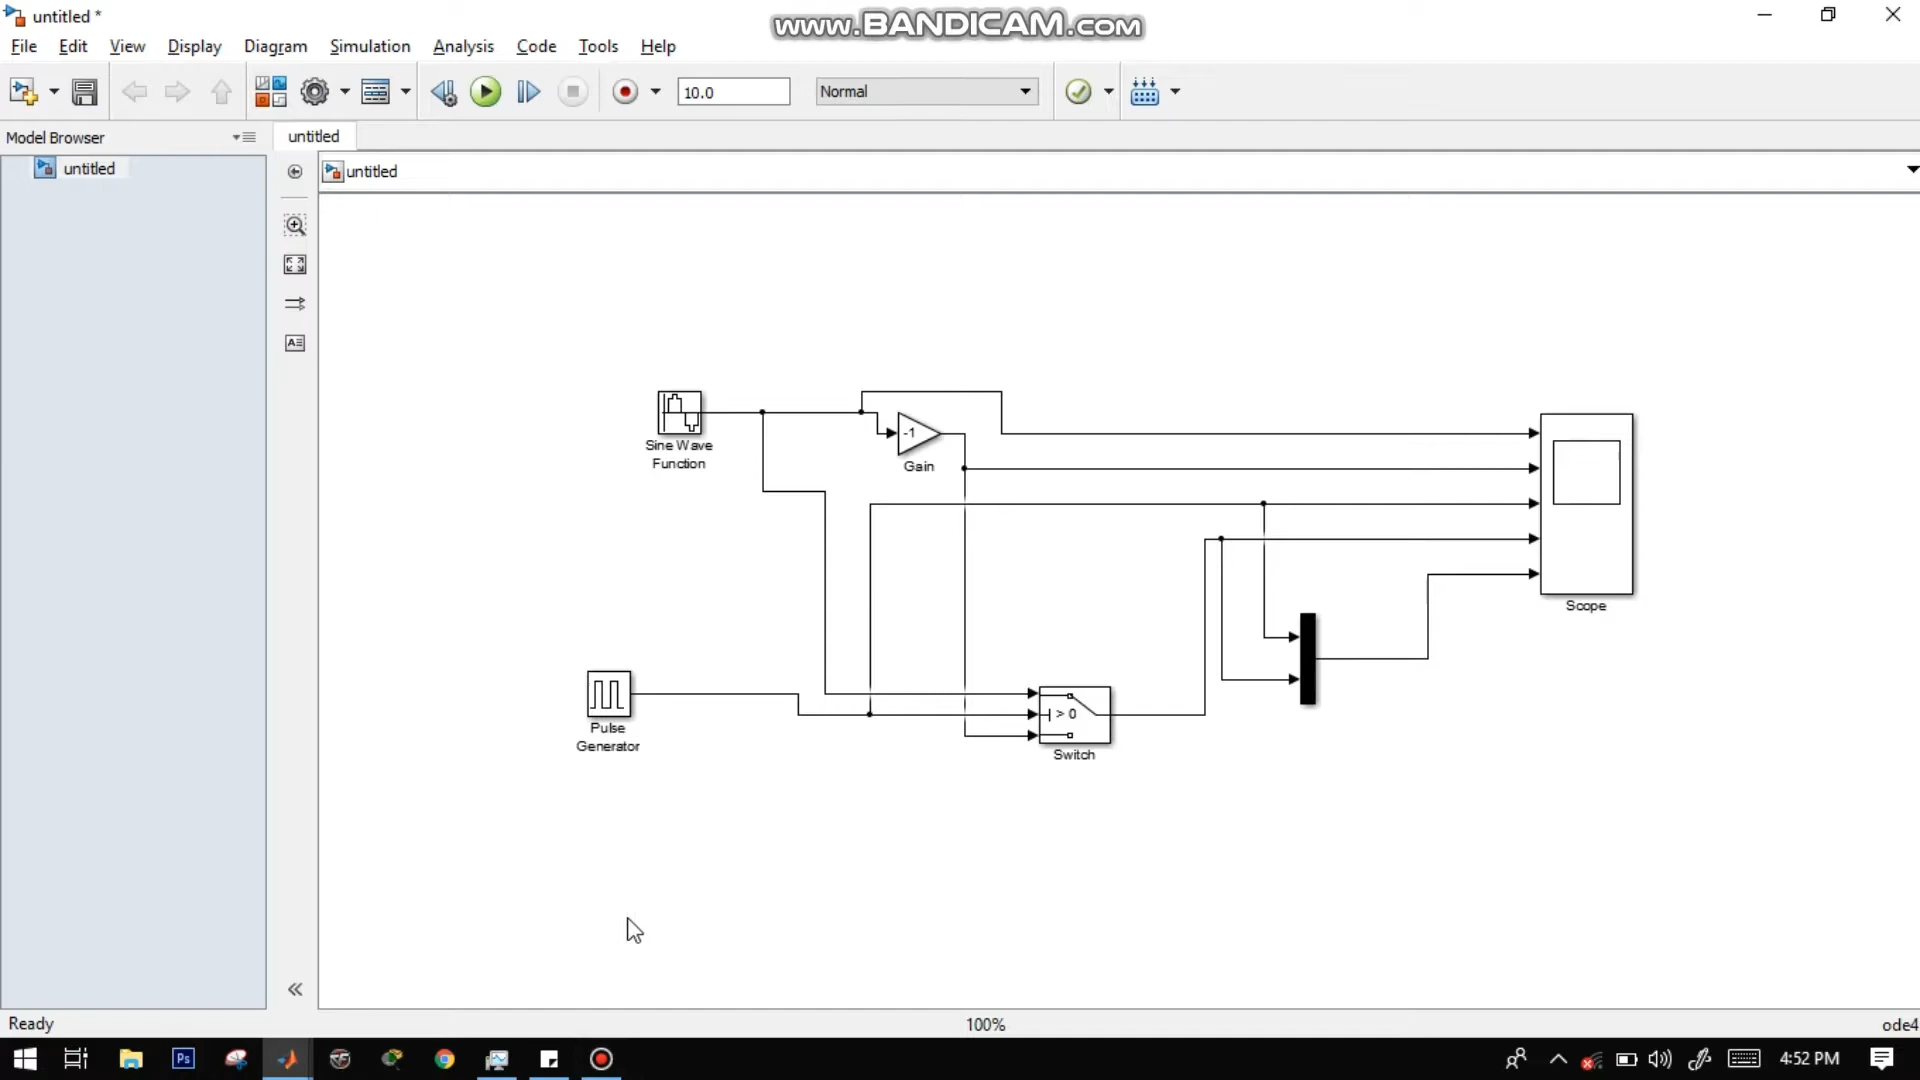 untitled *
www.BANDICAM.com
File Edit View Display Diagram Simulation Analysis Code Tools Help
10.0
Normal
Model Browser
untitled
untitled
untitled
Sine Wave
Function
-1
Gain
Scope
Pulse
Generator
> 0
Switch
Ready
100%
ode4
Ps
4:52 PM